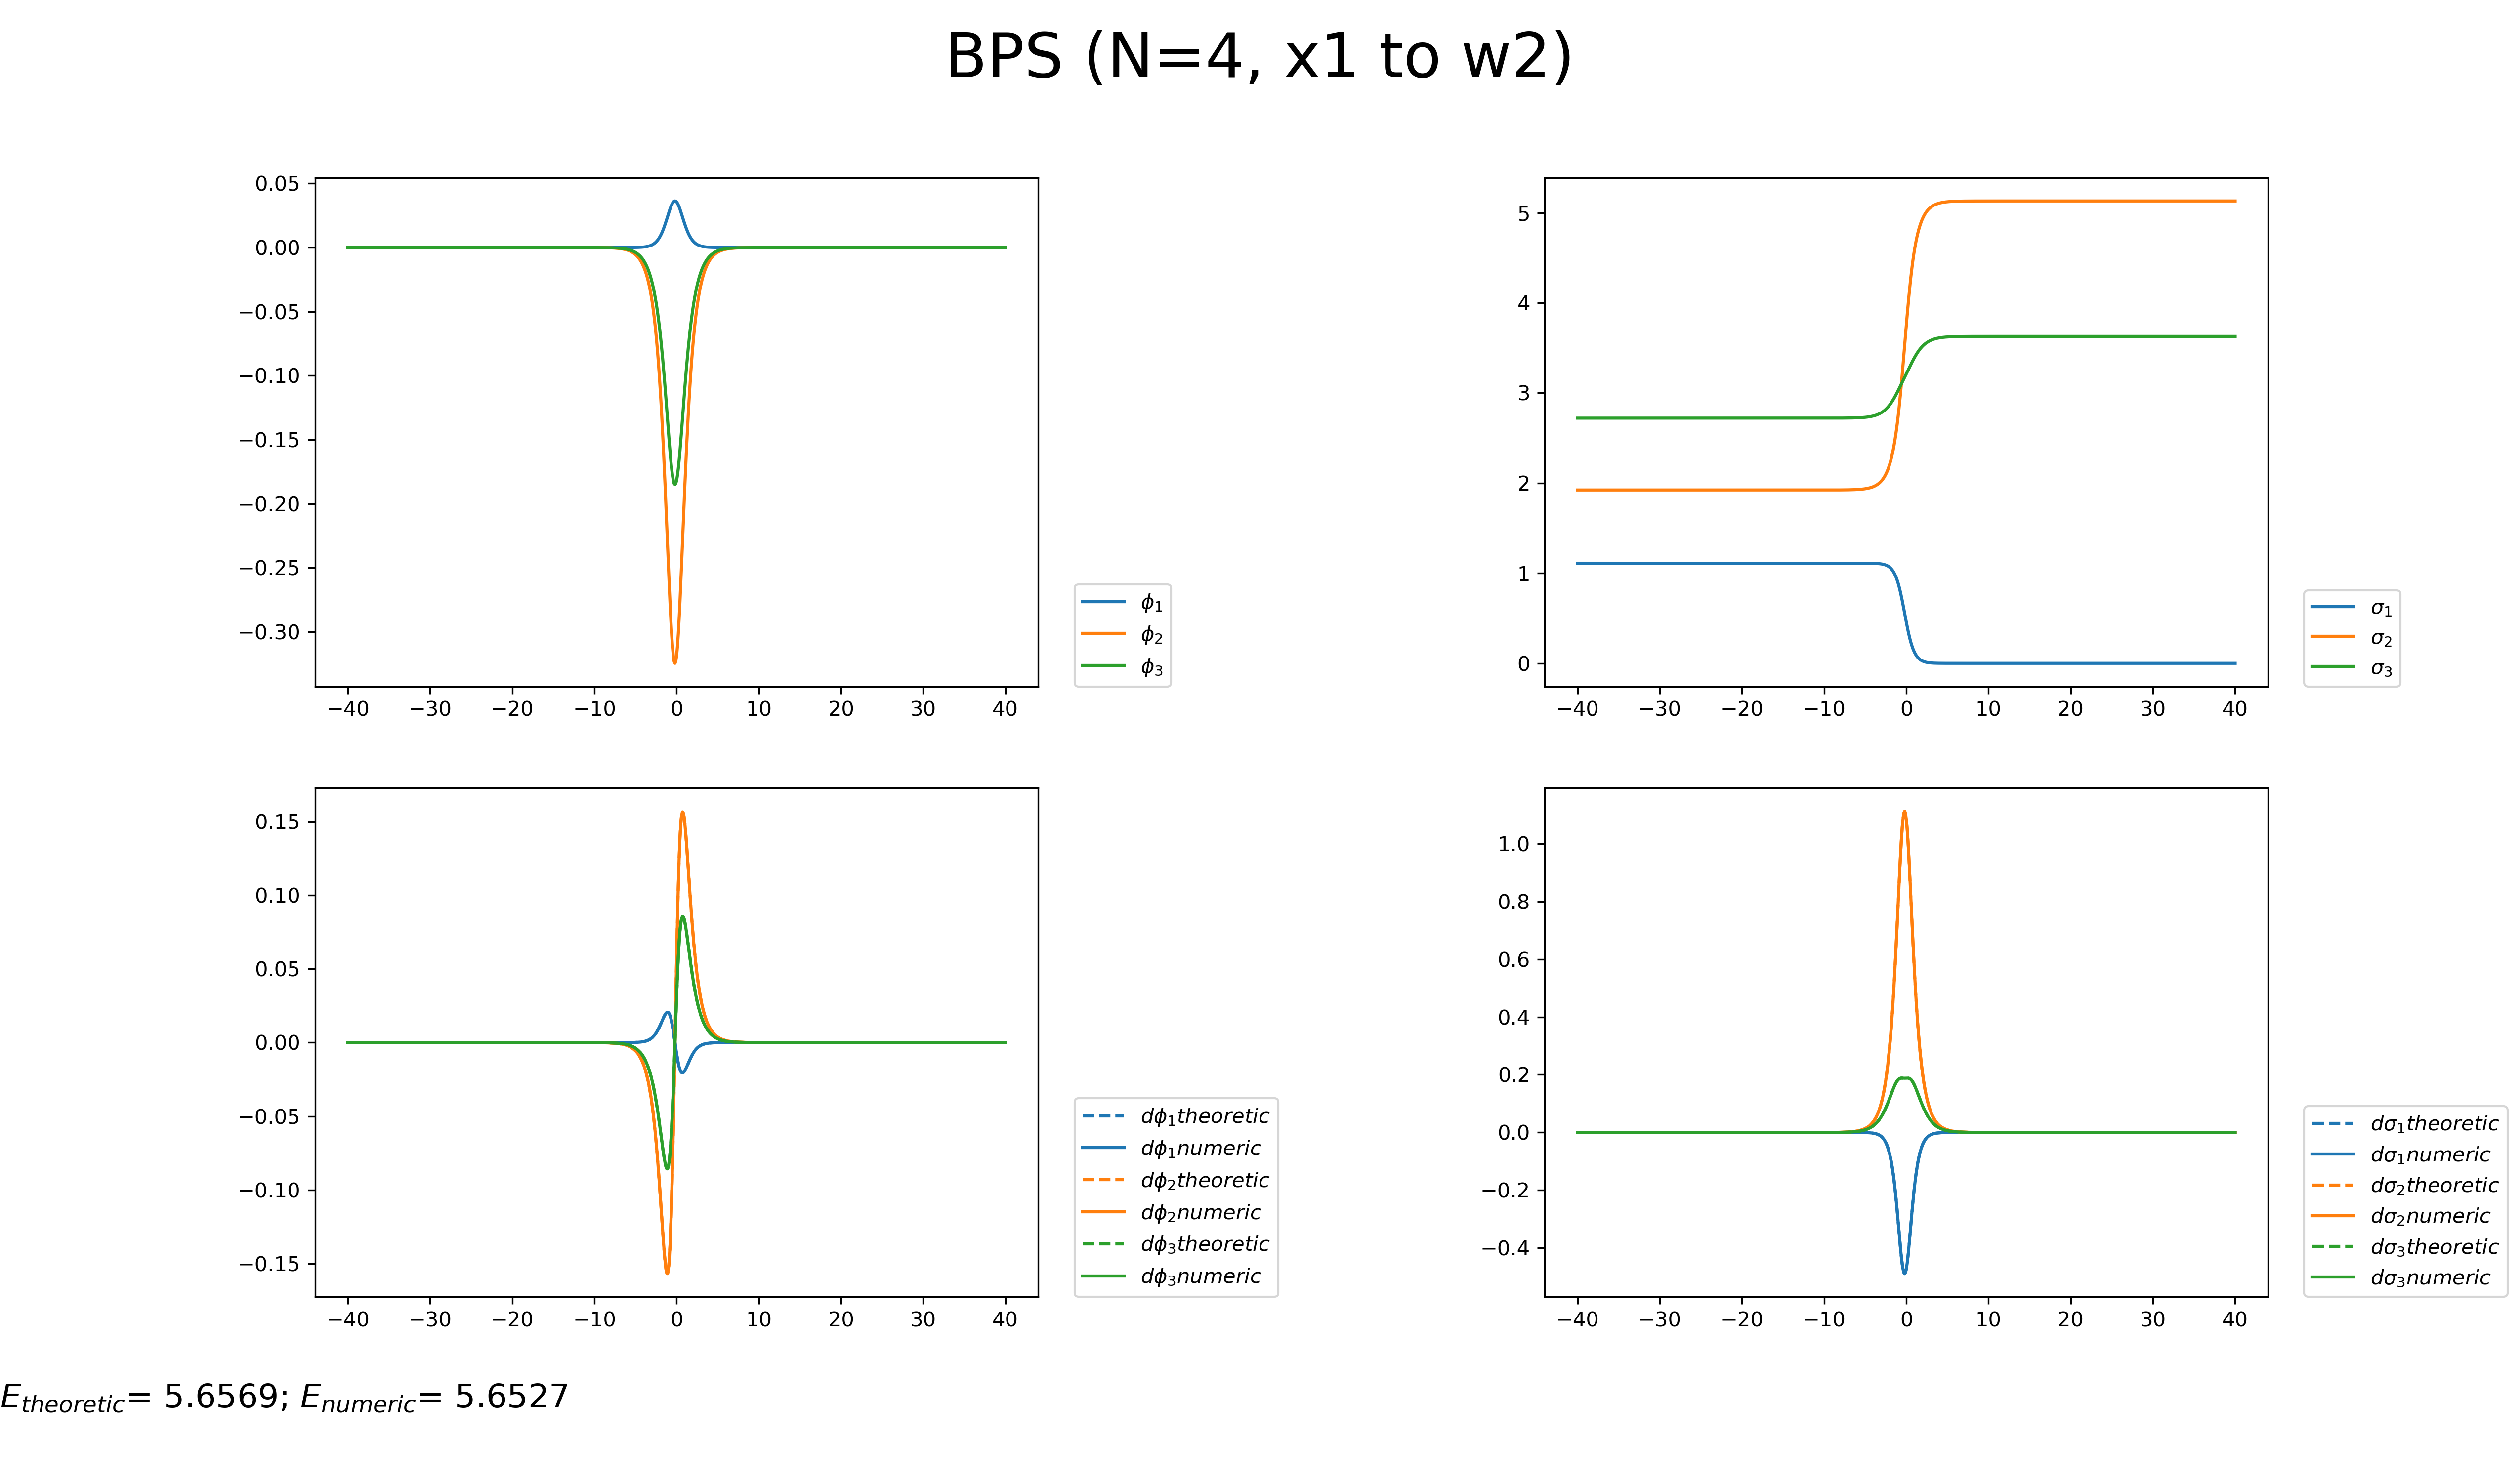 BPS (N=4, x1 to w2)
0.05
0.00
−0.05
−0.10
−0.15
−0.20
−0.25
−0.30
−40 −30 −20 −10 0 10 20 30 40
ϕ1
ϕ2
ϕ3
5
4
3
2
1
0
−40 −30 −20 −10 0 10 20 30 40
σ1
σ2
σ3
0.15
0.10
0.05
0.00
−0.05
−0.10
−0.15
−40 −30 −20 −10 0 10 20 30 40
dϕ1theoretic
dϕ1numeric
dϕ2theoretic
dϕ2numeric
dϕ3theoretic
dϕ3numeric
1.0
0.8
0.6
0.4
0.2
0.0
−0.2
−0.4
−40 −30 −20 −10 0 10 20 30 40
dσ1theoretic
dσ1numeric
dσ2theoretic
dσ2numeric
dσ3theoretic
dσ3numeric
Etheoretic= 5.6569; Enumeric= 5.6527